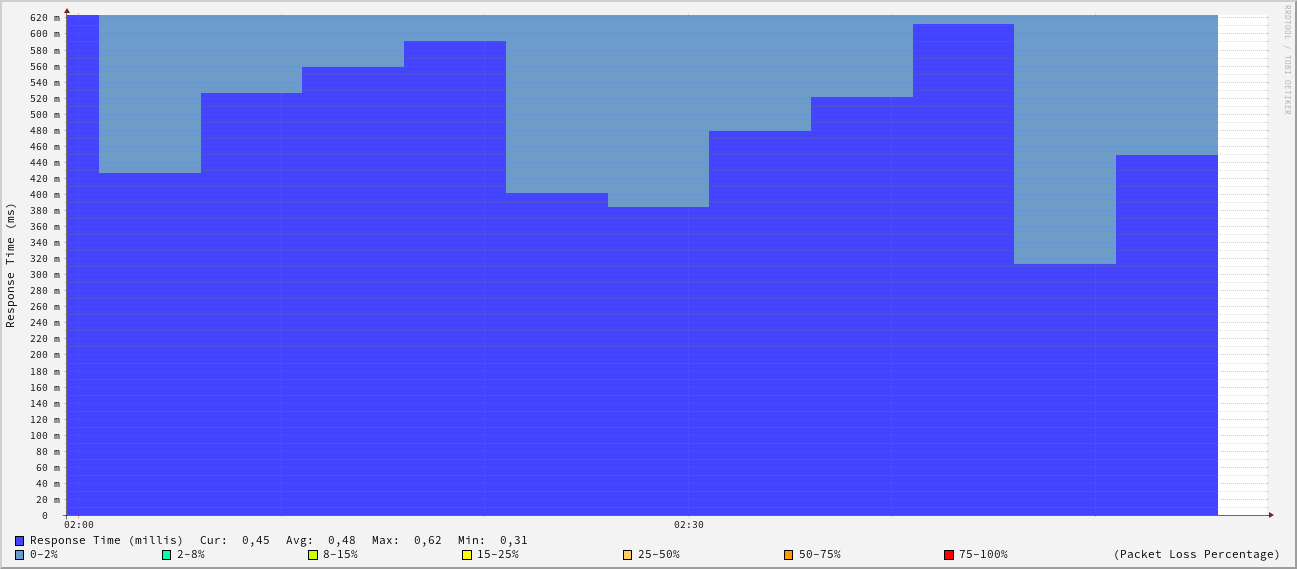 RRDTOOL / TOBI OETIKER
Response Time (ms)
620 m
600 m
580 m
560 m
540 m
520 m
500 m
480 m
460 m
440 m
420 m
400 m
380 m
360 m
340 m
320 m
300 m
280 m
260 m
240 m
220 m
200 m
180 m
160 m
140 m
120 m
100 m
80 m
60 m
40 m
20 m
0
02:00 02:30
Response Time (millis) Cur: 0,45 Avg: 0,48 Max: 0,62 Min: 0,31
0-2% 2-8% 8-15% 15-25% 25-50% 50-75% 75-100% (Packet Loss Percentage)